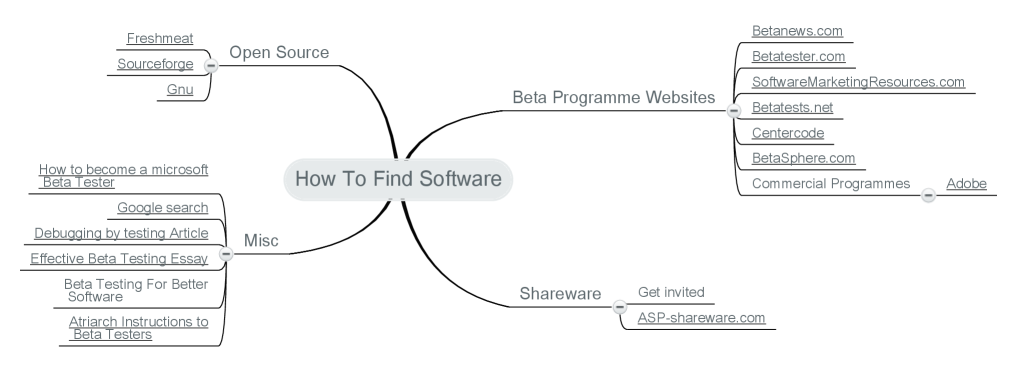 How To Find Software
Open Source
Freshmeat
Sourceforge
Gnu
Beta Programme Websites
Betanews.com
Betatester.com
SoftwareMarketingResources.com
Betatests.net
Centercode
BetaSphere.com
Commercial Programmes
Adobe
Misc
How to become a microsoft
Beta Tester
Google search
Debugging by testing Article
Effective Beta Testing Essay
Beta Testing For Better
Software
Atriarch Instructions to
Beta Testers
Shareware
Get invited
ASP-shareware.com